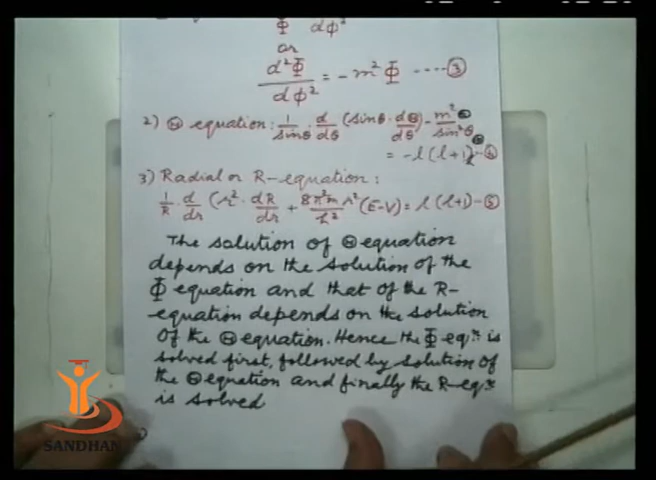 Φ dφ²
or
d²Φ/dφ² = -m²Φ ----③
2) Θ equation: 1/sinθ · d/dθ (sinθ · dΘ/dθ) - m²Θ/sin²θ
= -l(l+1) --④
3) Radial or R-equation:
1/R · d/dr (r² · dR/dr + 8π²m/h² r² (E-V) = l(l+1) -⑤
The solution of Θ equation
depends on the solution of the
Φ equation and that of the R-
equation depends on the solution
of the Θ equation. Hence the Φ eqⁿ is
solved first, followed by solution of
the Θ equation and finally the R-eqⁿ
is solved
SANDHAN